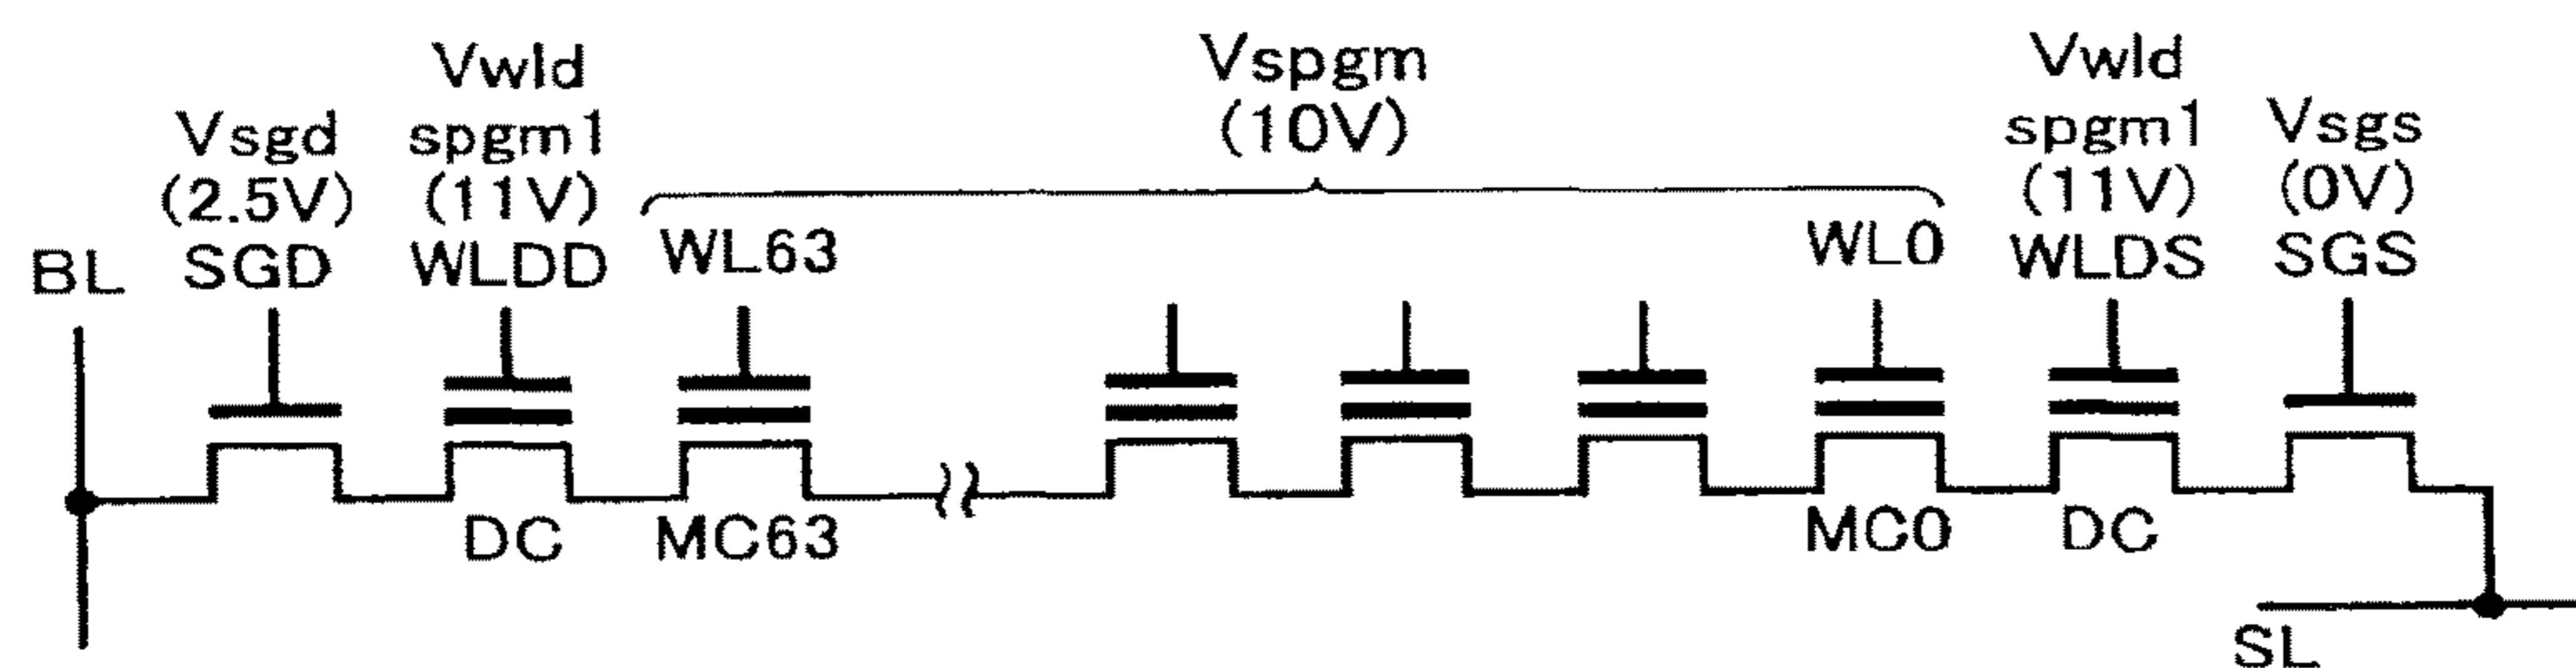 Vsgd
(2.5V)
SGD
Vwld
spgm1
(11V)
WLDD
Vspgm
(10V)
WL63
WL0
Vwld
spgm1
(11V)
WLDS
Vsgs
(0V)
SGS
BL
DC
MC63
MC0
DC
SL